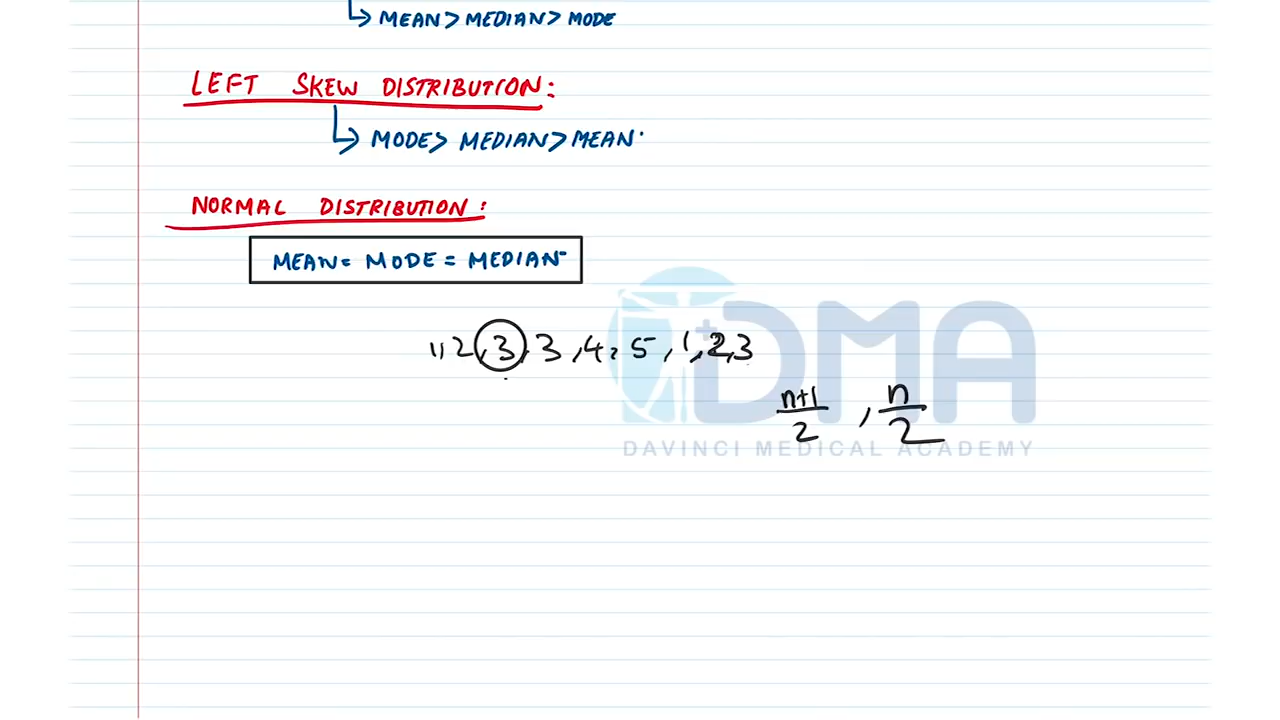 ↳ MEAN > MEDIAN > MODE
LEFT SKEW DISTRIBUTION:
↳ MODE > MEDIAN > MEAN
NORMAL DISTRIBUTION:
MEAN = MODE = MEDIAN
1, 2, 3, 3, 4, 5, 1, 2, 3
n+1/2, n/2
DMA
DAVINCI MEDICAL ACADEMY